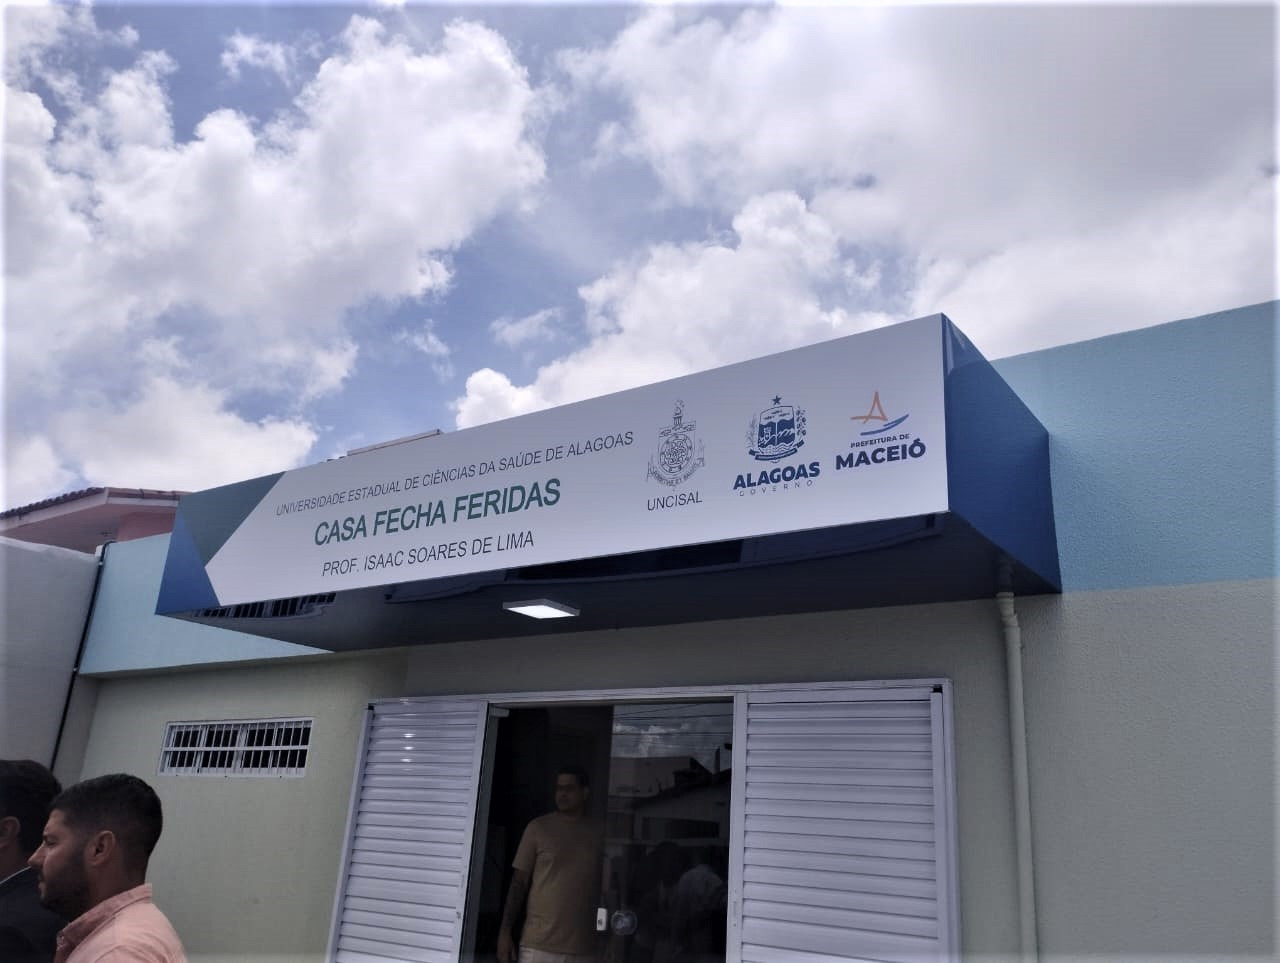 UNIVERSIDADE ESTADUAL DE CIÊNCIAS DA SAÚDE DE ALAGOAS
CASA FECHA FERIDAS
PROF. ISAAC SOARES DE LIMA
UNCISAL
ALAGOAS
GOVERNO
PREFEITURA DE
MACEIÓ